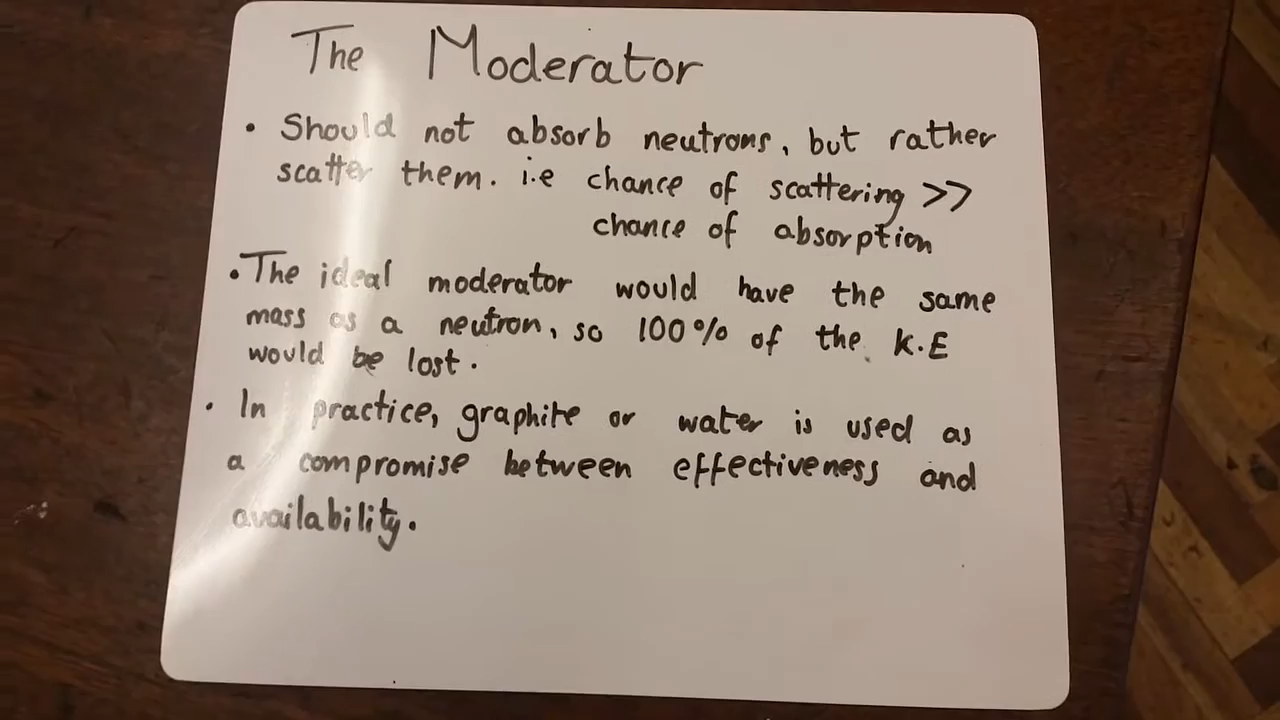 The Moderator
• Should not absorb neutrons, but rather
scatter them. i.e chance of scattering >>
chance of absorption
• The ideal moderator would have the same
mass as a neutron, so 100% of the K.E
would be lost.
• In practice, graphite or water is used as
a compromise between effectiveness and
availability.